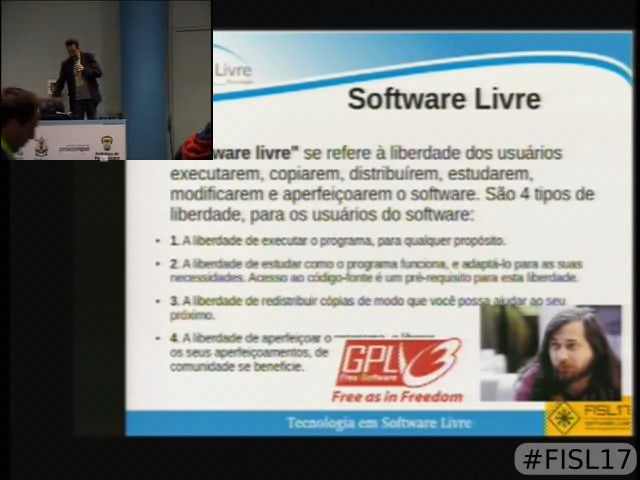 Livre
Software Livre
ware livre" se refere à liberdade dos usuários
executarem, copiarem, distribuírem, estudarem,
modificarem e aperfeiçoarem o software. São 4 tipos de
liberdade, para os usuários do software:
• 1. A liberdade de executar o programa, para qualquer propósito.
• 2. A liberdade de estudar como o programa funciona, e adaptá-lo para as suas
necessidades. Acesso ao código-fonte é um pré-requisito para esta liberdade.
• 3. A liberdade de redistribuir cópias de modo que você possa ajudar ao seu
próximo.
• 4. A liberdade de aperfeiçoar o
os seus aperfeiçoamentos, de
comunidade se beneficie.
GPLv3
Free Software
Free as in Freedom
Tecnologia em Software Livre
FISL17
#FISL17
procempa